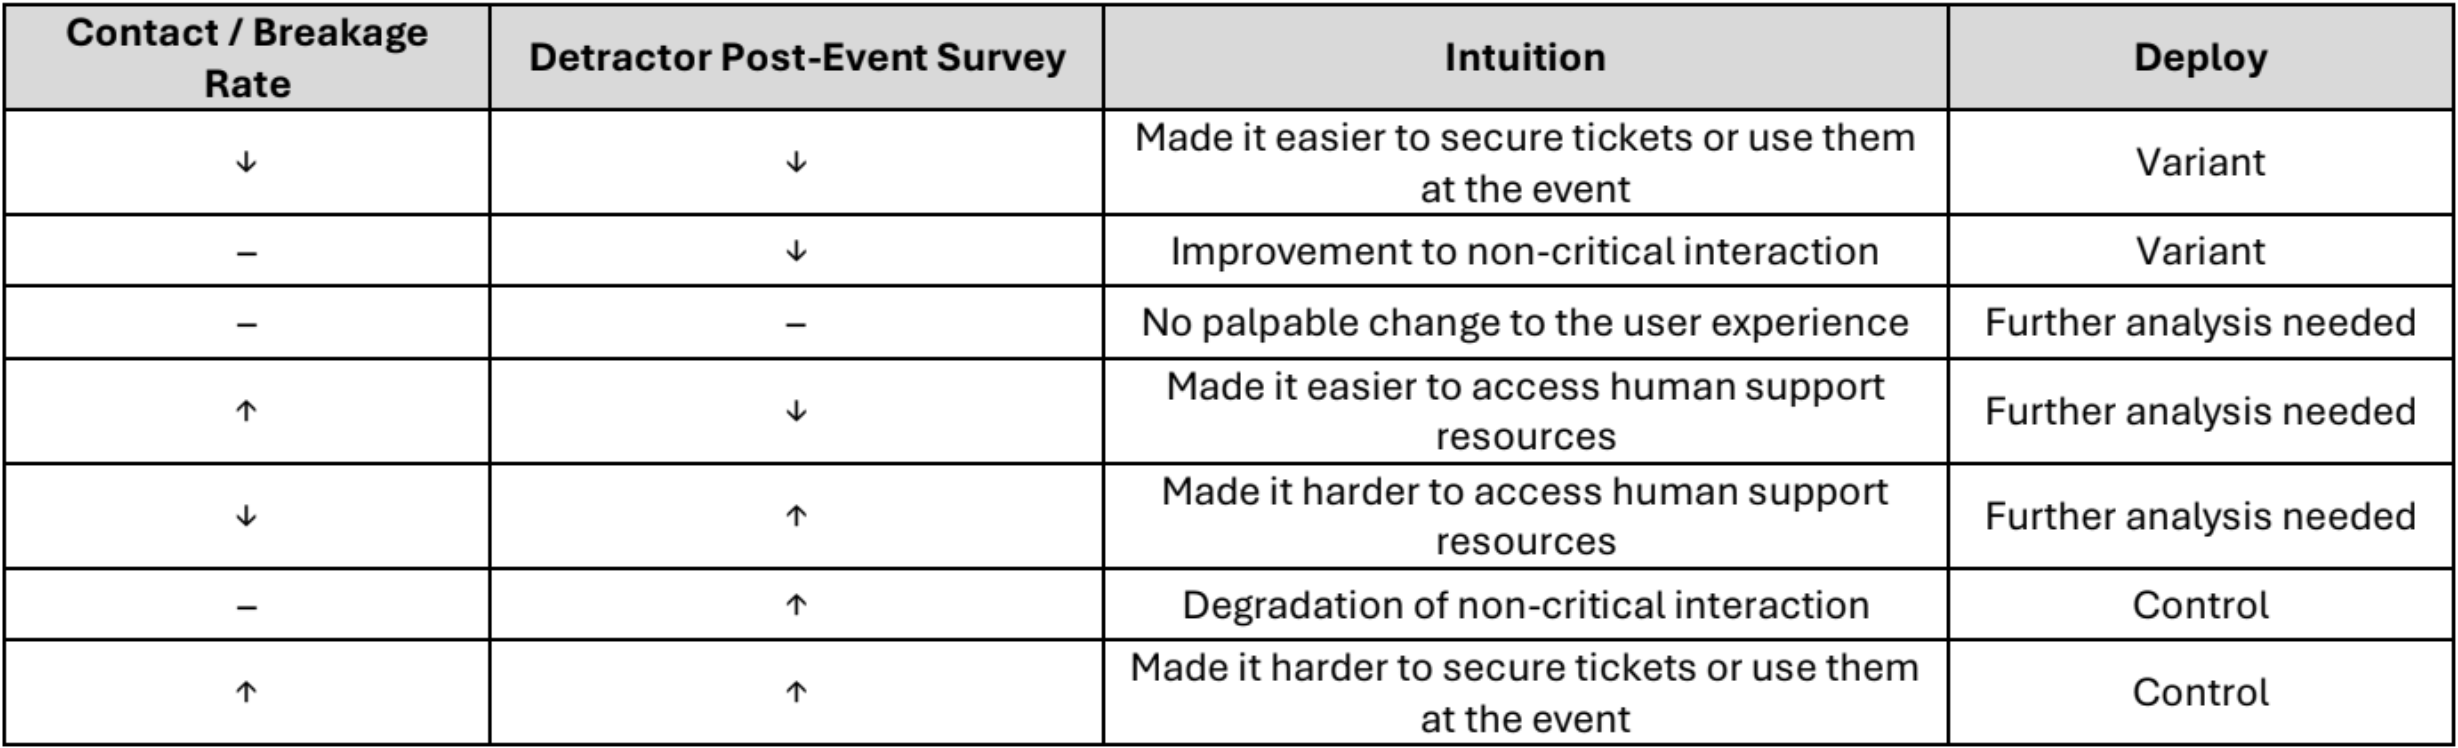 Contact / Breakage
Rate
Detractor Post-Event Survey
Intuition
Deploy
↓
↓
Made it easier to secure tickets or use them
at the event
Variant
–
↓
Improvement to non-critical interaction
Variant
–
–
No palpable change to the user experience
Further analysis needed
↑
↓
Made it easier to access human support
resources
Further analysis needed
↓
↑
Made it harder to access human support
resources
Further analysis needed
–
↑
Degradation of non-critical interaction
Control
↑
↑
Made it harder to secure tickets or use them
at the event
Control